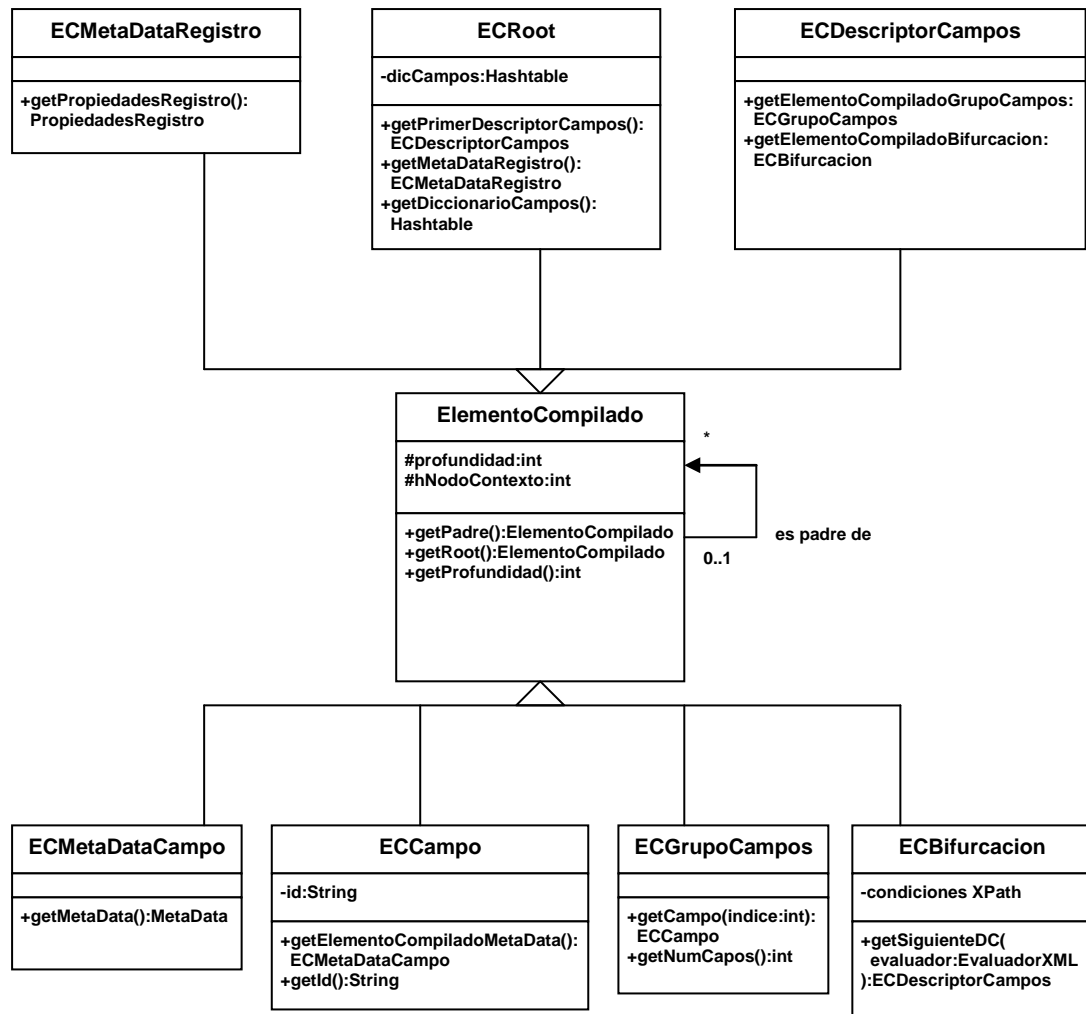 ECMetaDataRegistro
+getPropiedadesRegistro():
PropiedadesRegistro
ECRoot
-dicCampos:Hashtable
+getPrimerDescriptorCampos():
ECDescriptorCampos
+getMetaDataRegistro():
ECMetaDataRegistro
+getDiccionarioCampos():
Hashtable
ECDescriptorCampos
+getElementoCompiladoGrupoCampos:
ECGrupoCampos
+getElementoCompiladoBifurcacion:
ECBifurcacion
ElementoCompilado
#profundidad:int
#hNodoContexto:int
+getPadre():ElementoCompilado
+getRoot():ElementoCompilado
+getProfundidad():int
*
es padre de
0..1
ECMetaDataCampo
+getMetaData():MetaData
ECCampo
-id:String
+getElementoCompiladoMetaData():
ECMetaDataCampo
+getId():String
ECGrupoCampos
+getCampo(indice:int):
ECCampo
+getNumCapos():int
ECBifurcacion
-condiciones XPath
+getSiguienteDC(
evaluador:EvaluadorXML
):ECDescriptorCampos